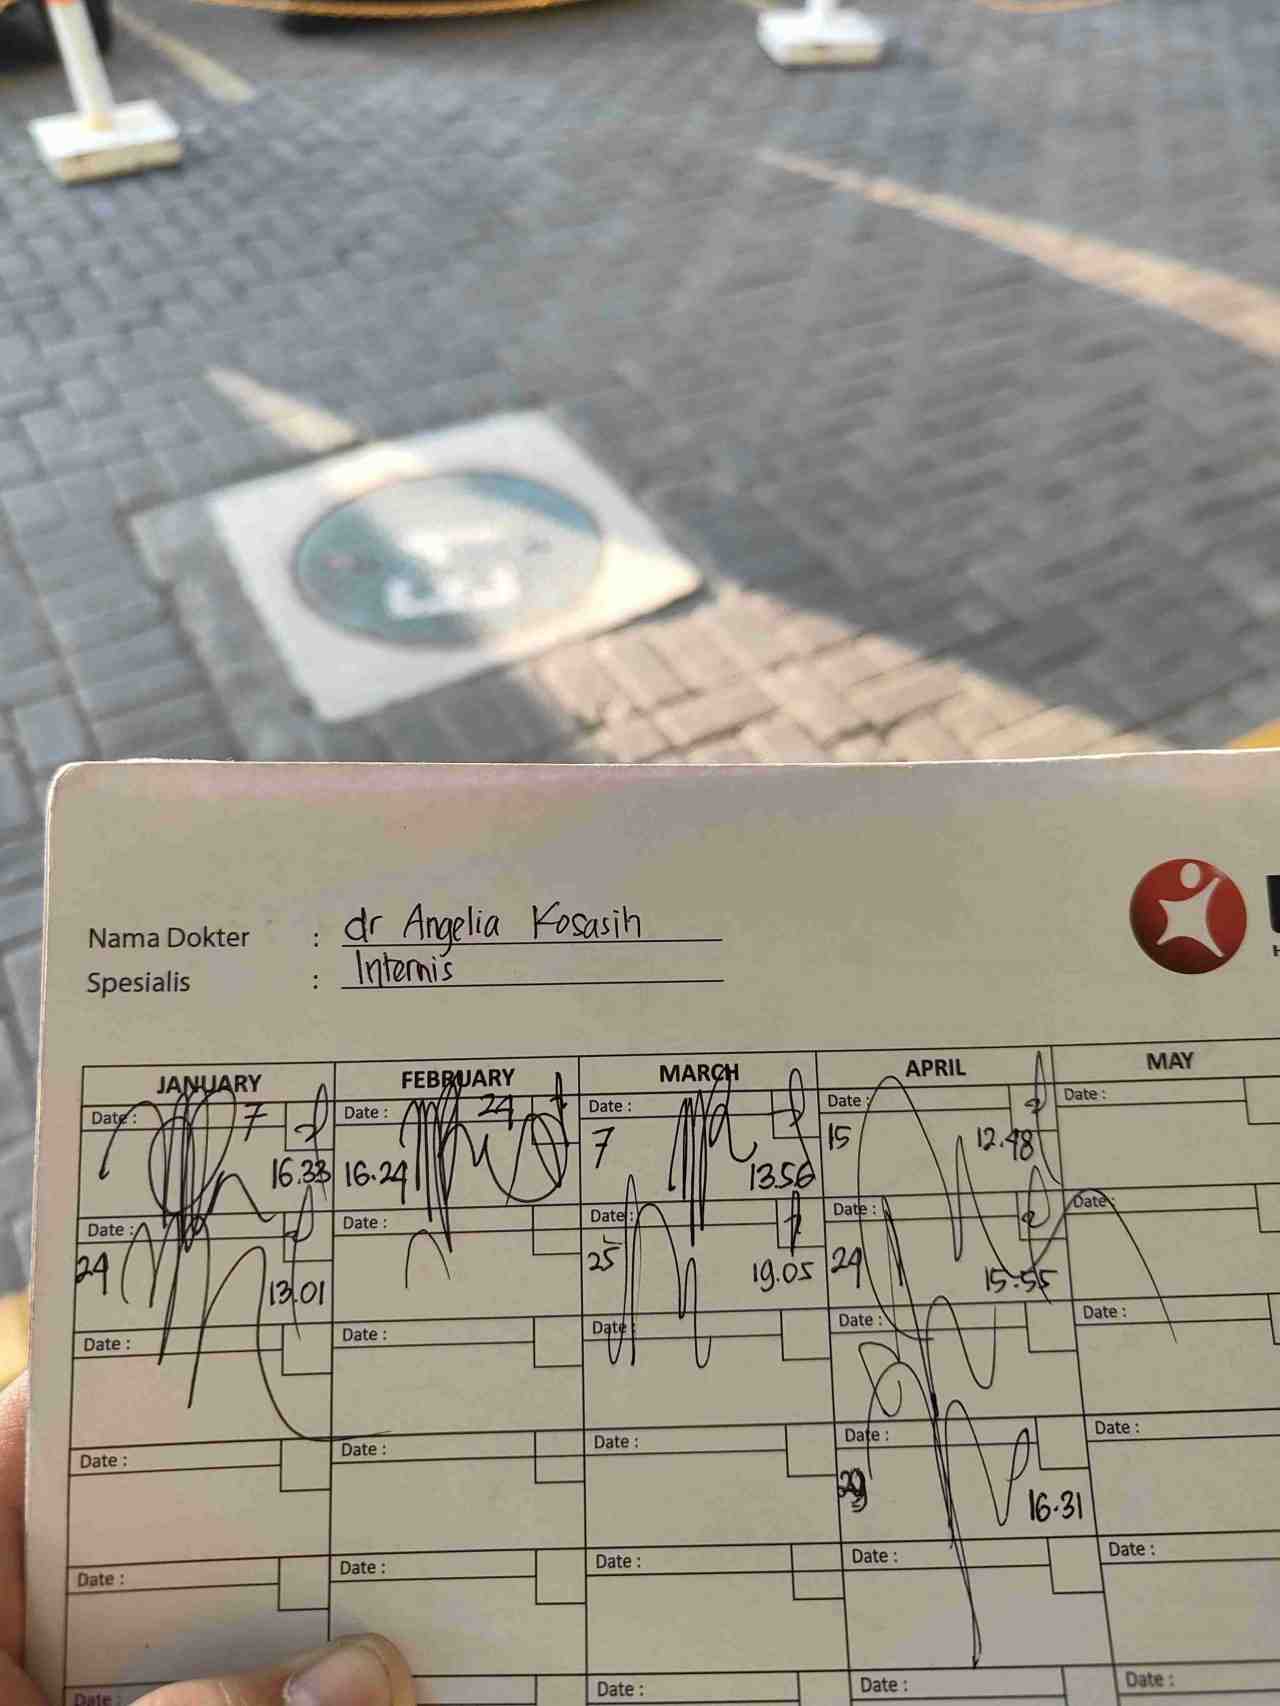 Nama Dokter : dr Angelia Kosasih
Spesialis : Internis
JANUARY FEBRUARY MARCH APRIL MAY
Date : 7 Date : 24 Date : Date : Date :
16.33 16.24 7 13.56 15 12.48
Date : Date : Date : Date : Date :
24 13.01 25 19.05 24 15.55
Date : Date : Date : Date : Date :
Date : Date : Date : Date : Date :
16.31
Date : Date : Date : Date : Date :
Date : Date : Date : Date :